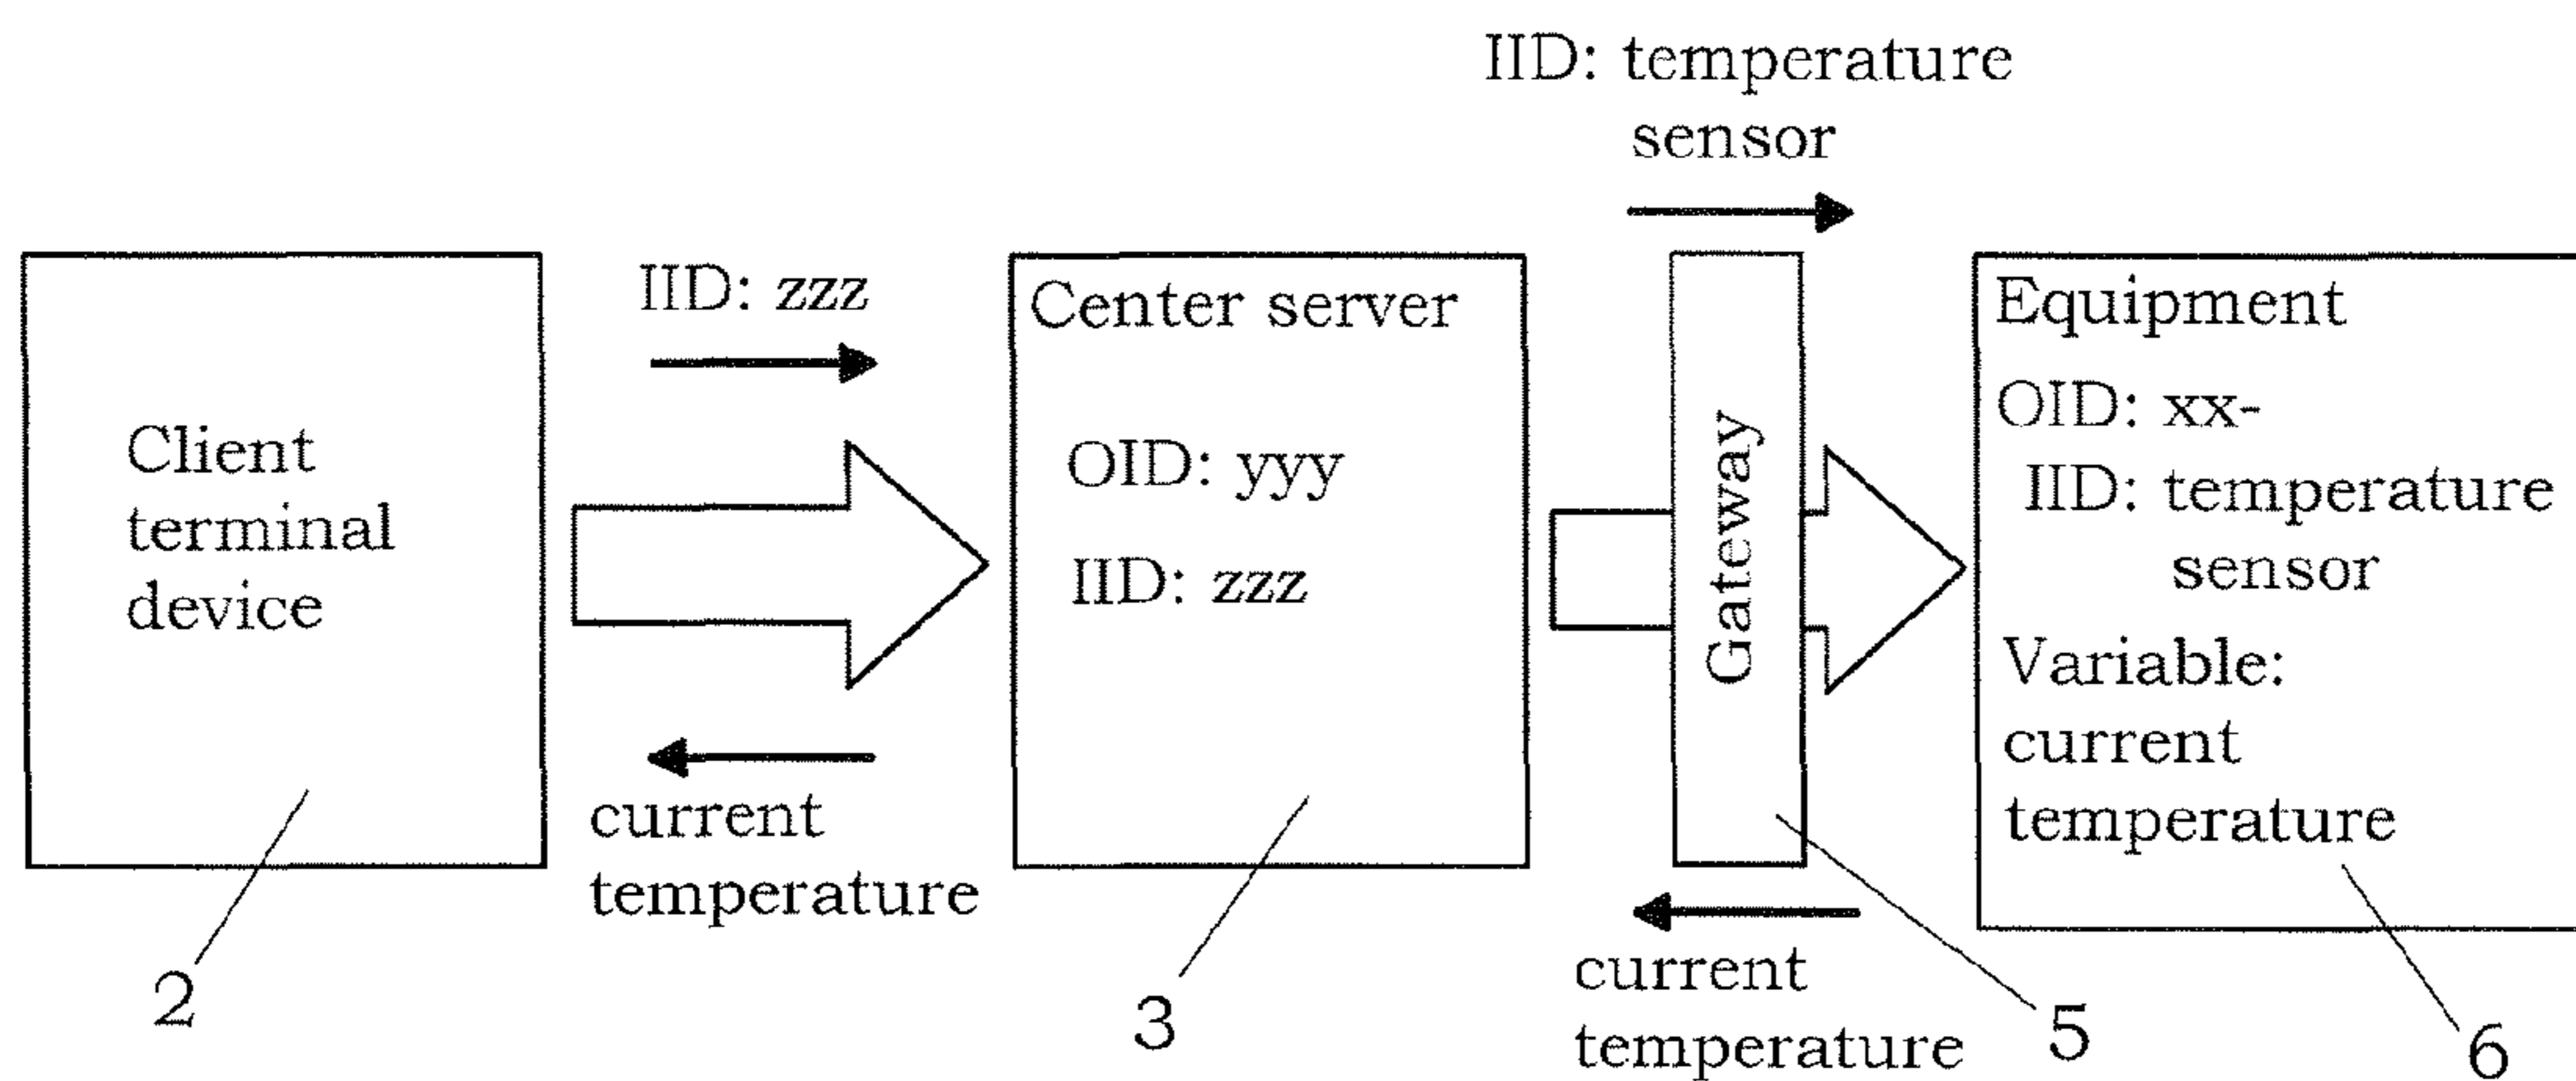 IID: temperature
sensor
IID: zzz
Client
terminal
device
current
temperature
2
Center server
OID: yyy
IID: zzz
3
Gateway
current
temperature
5
Equipment
OID: xx-
IID: temperature
sensor
Variable:
current
temperature
6